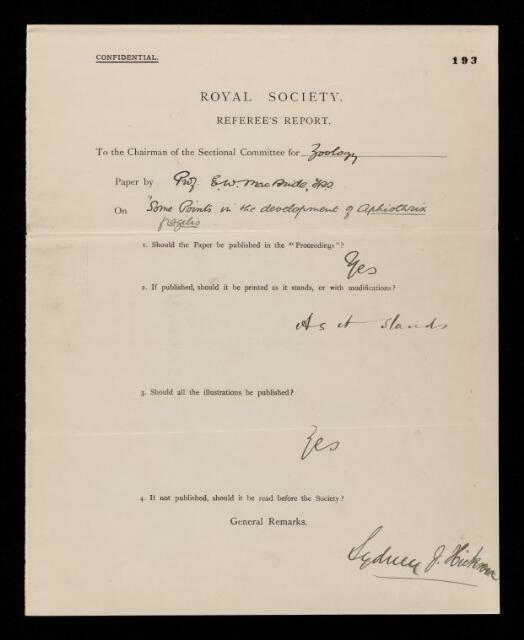 CONFIDENTIAL.
193
ROYAL SOCIETY.
REFEREE'S REPORT.
To the Chairman of the Sectional Committee for Zoology
Paper by Prof. E. W. MacBride, FRS.
On "Some Points in the development of Ophiothrix
fragilis
1. Should the Paper be published in the "Proceedings"?
Yes
2. If published, should it be printed as it stands, or with modifications?
As it stands
3. Should all the illustrations be published?
Yes
4. If not published, should it be read before the Society?
General Remarks.
Sydney J. Hickson